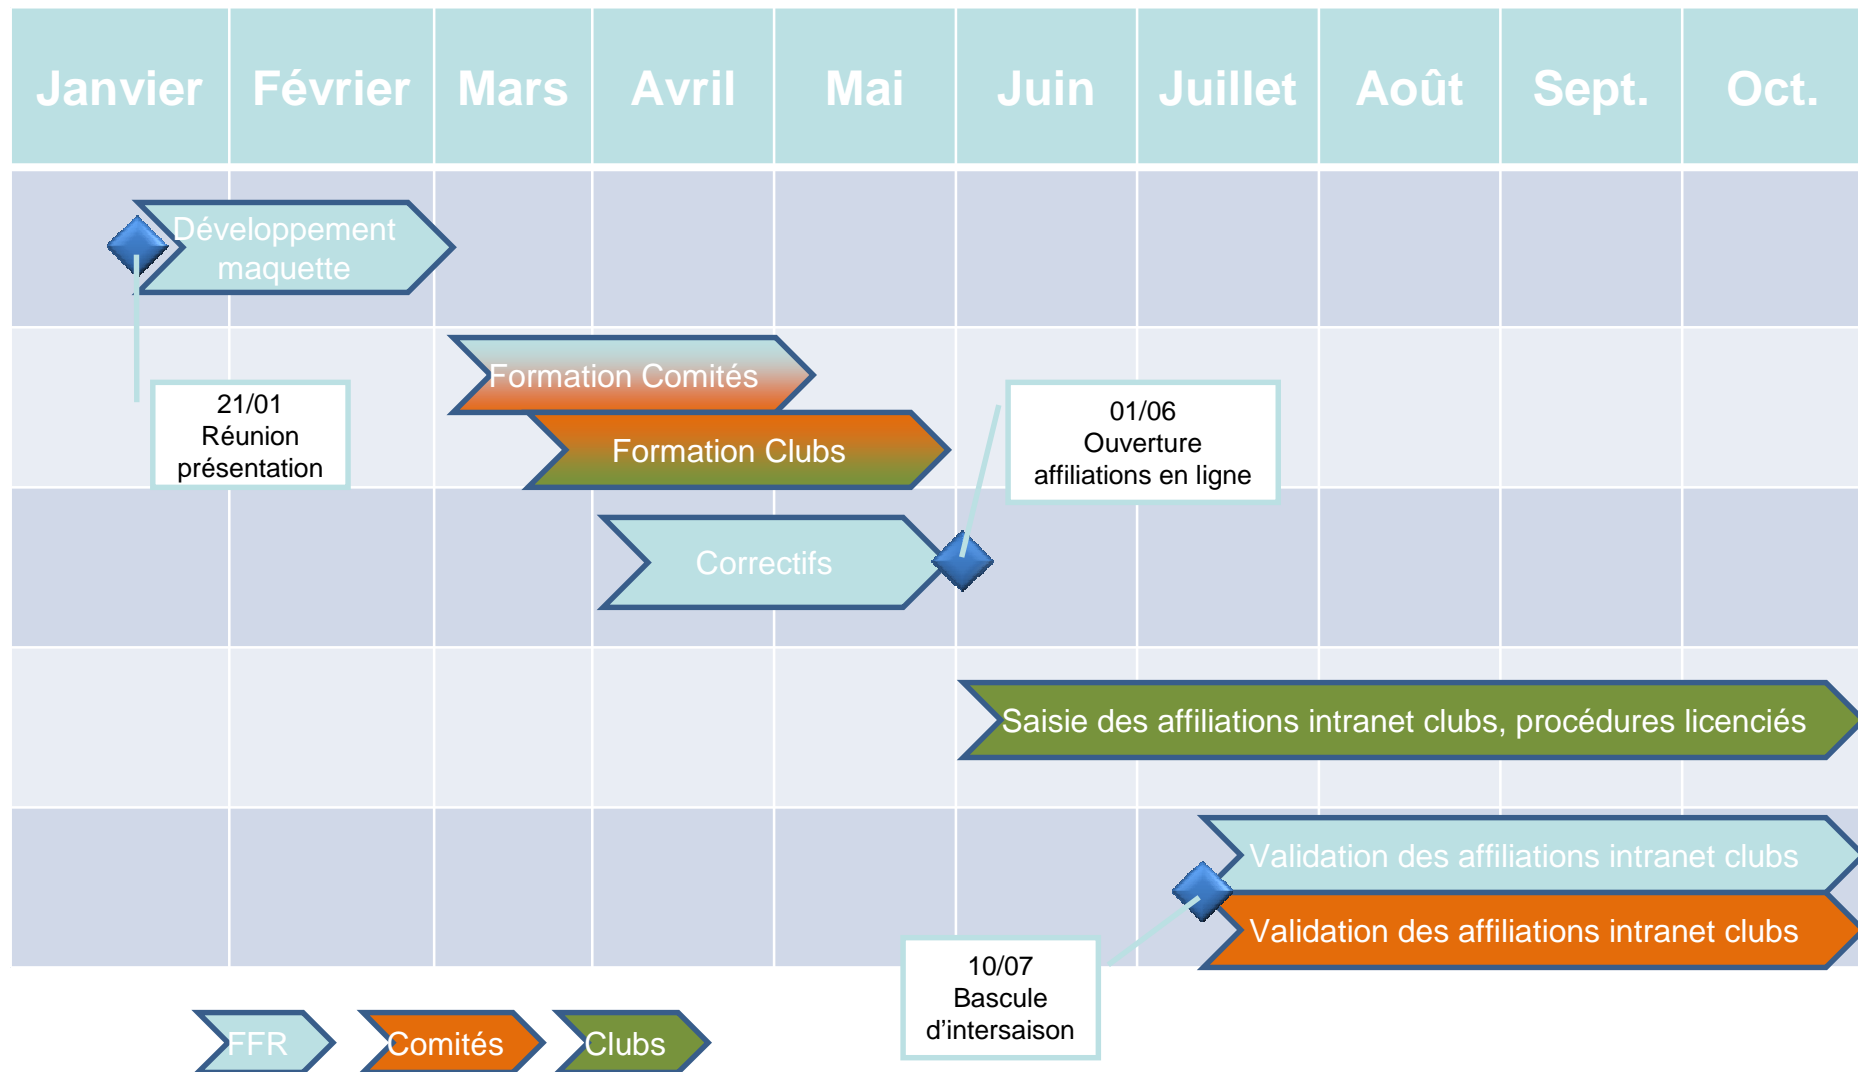 Janvier Février Mars Avril Mai Juin Juillet Août Sept. Oct.
Développement
maquette
Formation Comités
21/01
Réunion
présentation
01/06
Ouverture
affiliations en ligne
Formation Clubs
Correctifs
Saisie des affiliations intranet clubs, procédures licenciés
Validation des affiliations intranet clubs
Validation des affiliations intranet clubs
10/07
Bascule
d’intersaison
FFR Comités Clubs